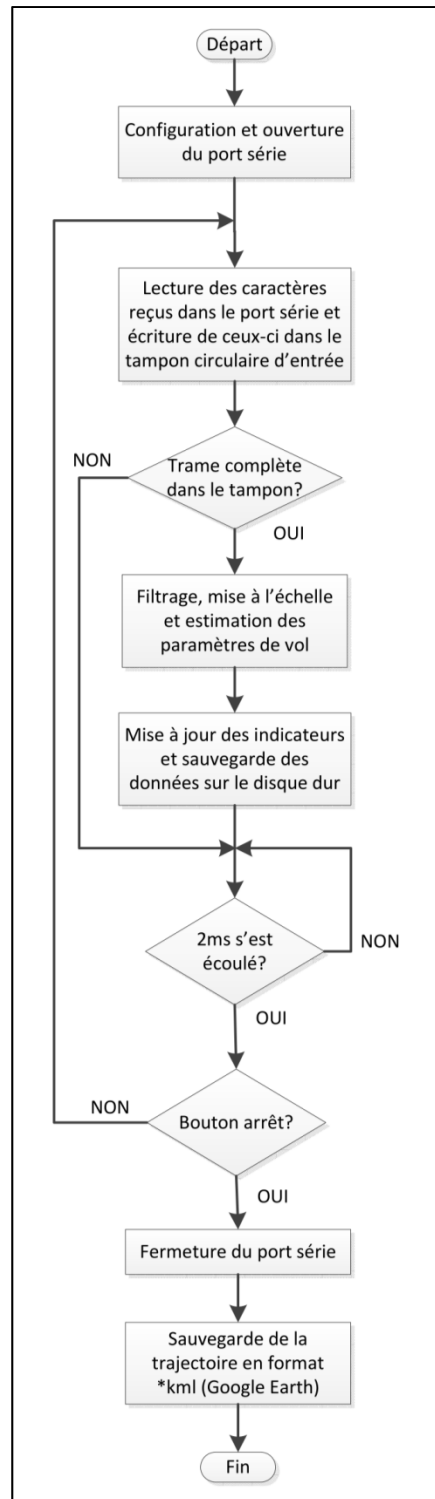 Départ
Configuration et ouverture
du port série
Lecture des caractères
reçus dans le port série et
écriture de ceux-ci dans le
tampon circulaire d'entrée
NON
Trame complète
dans le tampon?
OUI
Filtrage, mise à l'échelle
et estimation des
paramètres de vol
Mise à jour des indicateurs
et sauvegarde des
données sur le disque dur
2ms s'est
écoulé?
NON
OUI
NON
Bouton arrêt?
OUI
Fermeture du port série
Sauvegarde de la
trajectoire en format
*kml (Google Earth)
Fin